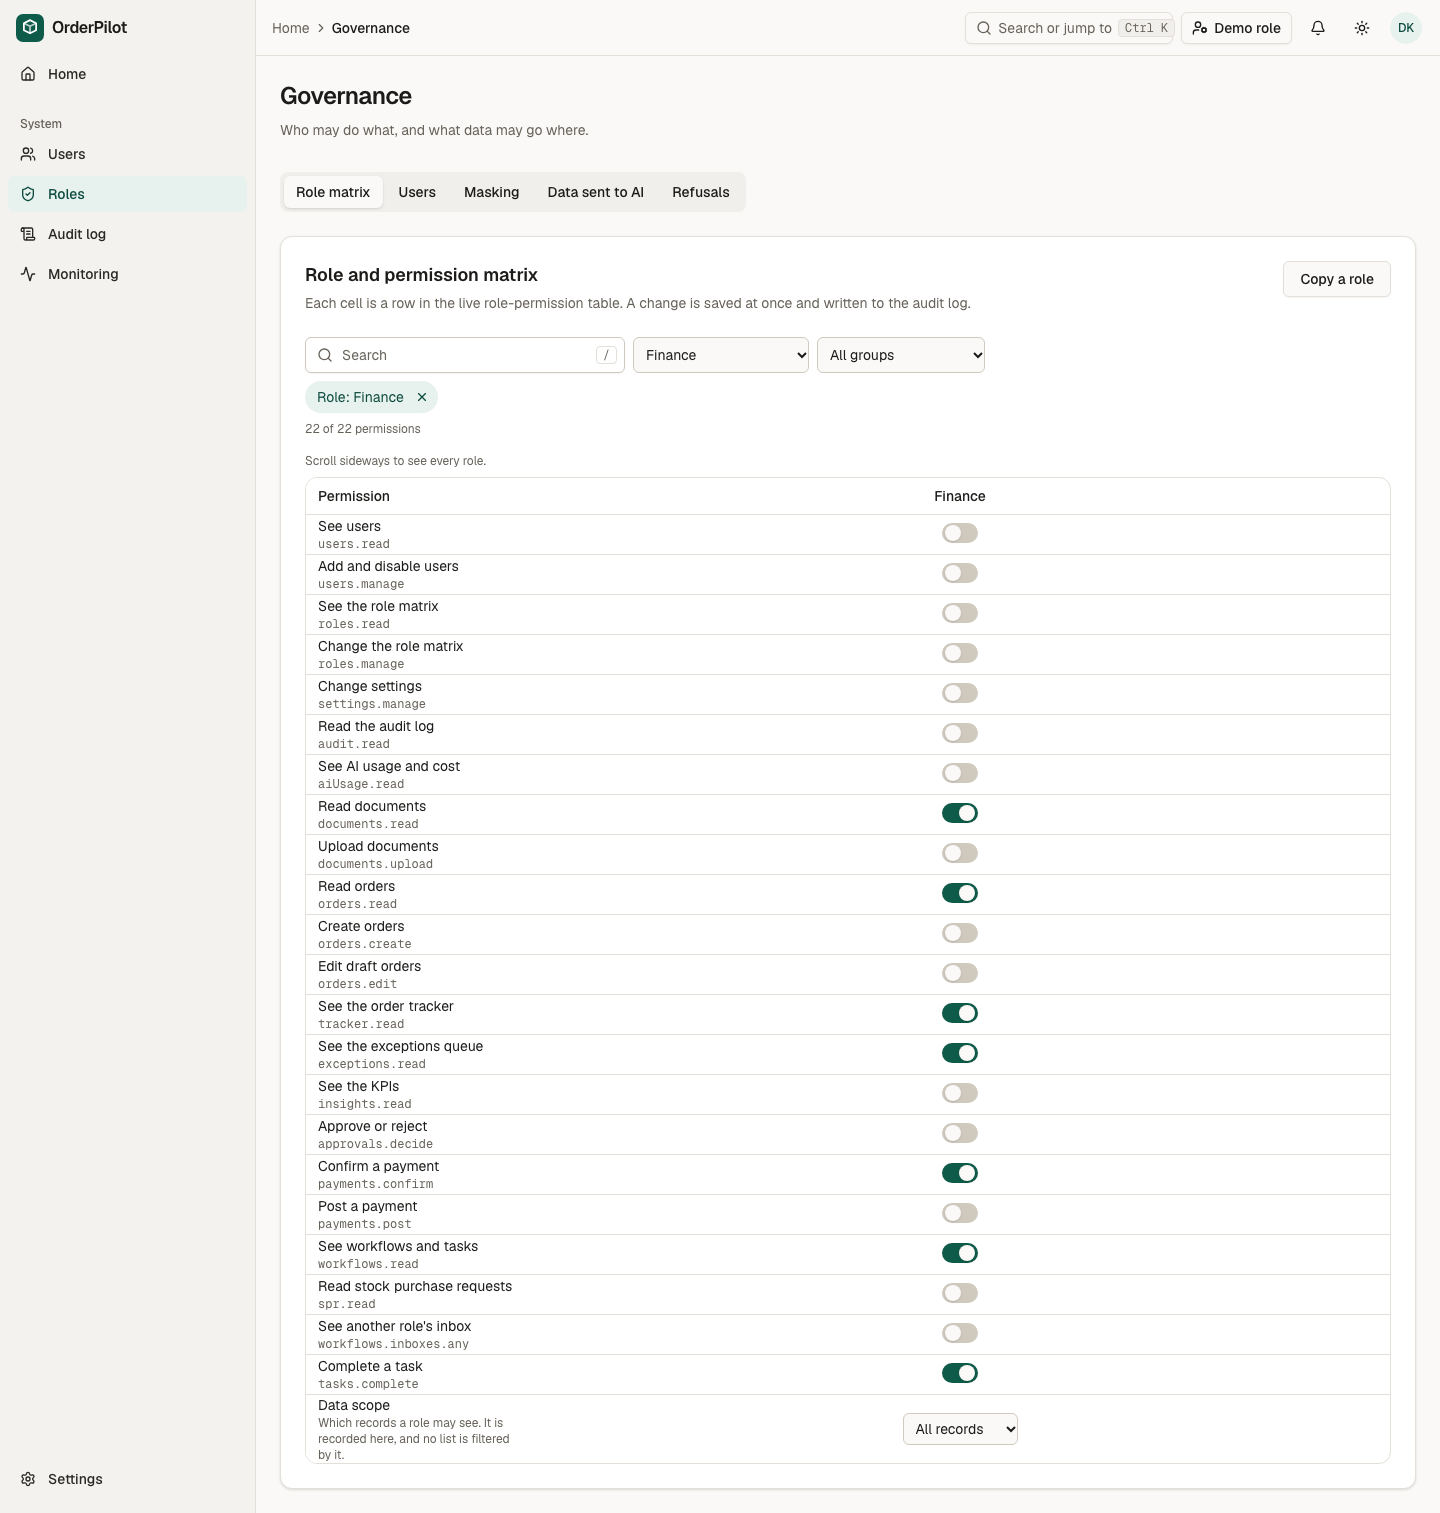 OrderPilot
Home
System
Users
Roles
Audit log
Monitoring
Settings
Home > Governance
Search or jump to Ctrl K
Demo role
DK
Governance
Who may do what, and what data may go where.
Role matrix Users Masking Data sent to AI Refusals
Role and permission matrix
Copy a role
Each cell is a row in the live role-permission table. A change is saved at once and written to the audit log.
Search /
Finance
All groups
Role: Finance ×
22 of 22 permissions
Scroll sideways to see every role.
Permission Finance
See users
users.read
Add and disable users
users.manage
See the role matrix
roles.read
Change the role matrix
roles.manage
Change settings
settings.manage
Read the audit log
audit.read
See AI usage and cost
aiUsage.read
Read documents
documents.read
Upload documents
documents.upload
Read orders
orders.read
Create orders
orders.create
Edit draft orders
orders.edit
See the order tracker
tracker.read
See the exceptions queue
exceptions.read
See the KPIs
insights.read
Approve or reject
approvals.decide
Confirm a payment
payments.confirm
Post a payment
payments.post
See workflows and tasks
workflows.read
Read stock purchase requests
spr.read
See another role's inbox
workflows.inboxes.any
Complete a task
tasks.complete
Data scope
Which records a role may see. It is
recorded here, and no list is filtered
by it.
All records